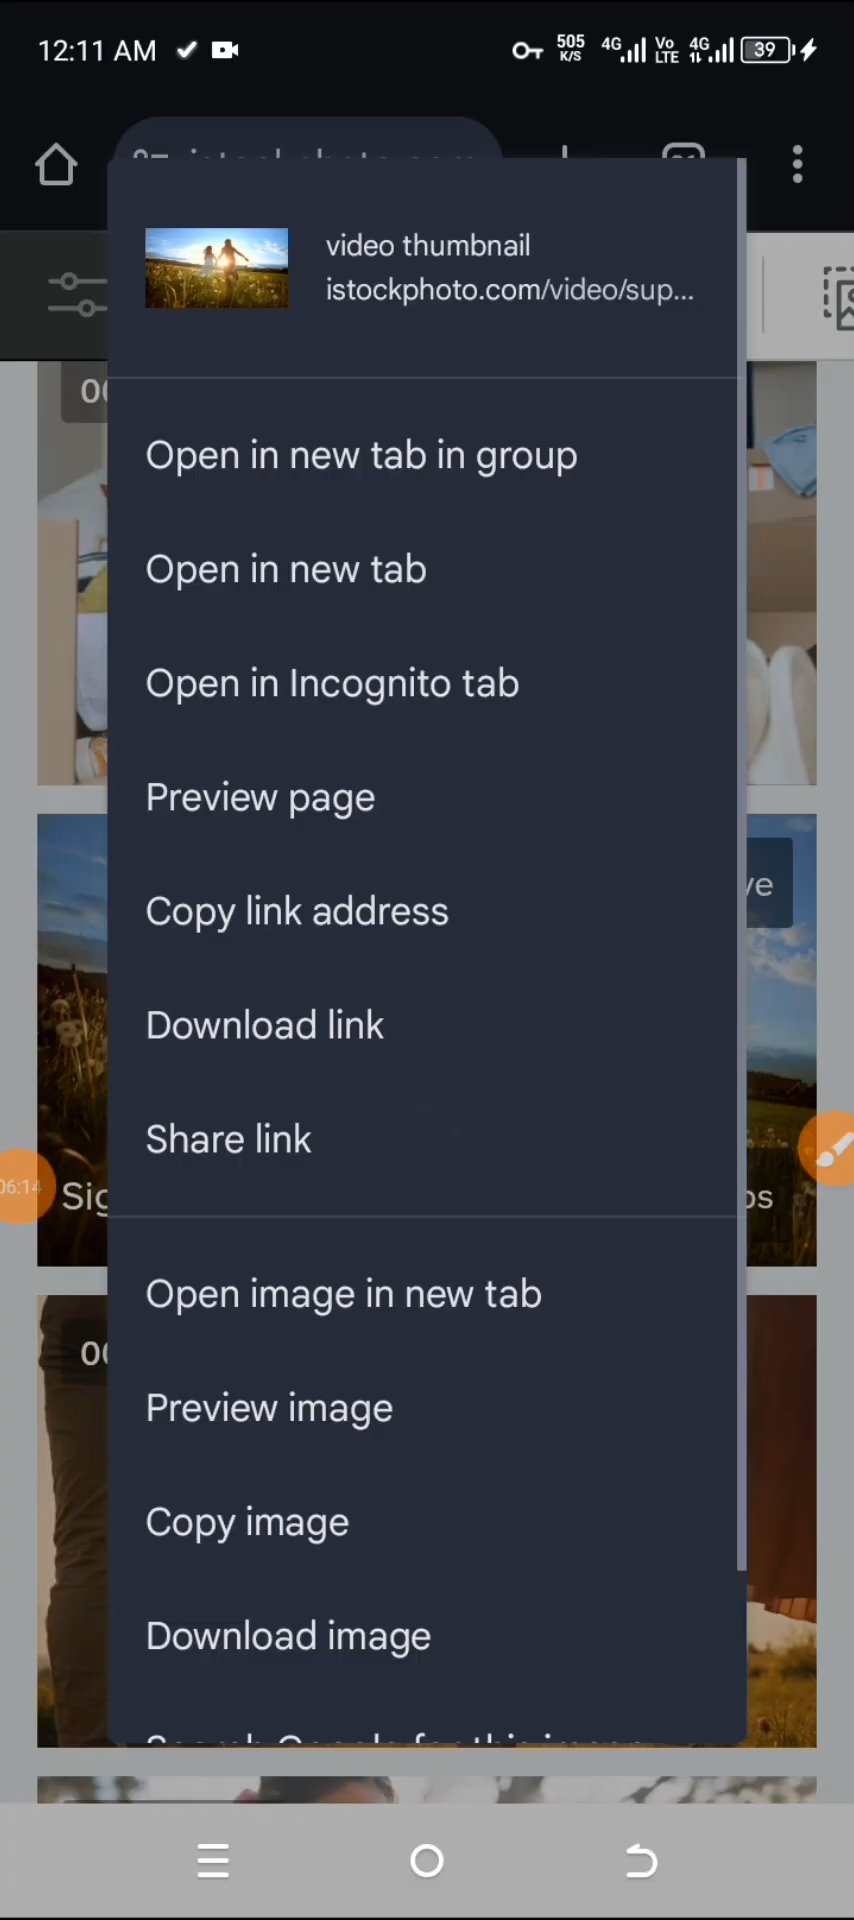 12:11 AM
505
K/S
4G
Vo
LTE
4G
39
video thumbnail
istockphoto.com/video/sup...
Open in new tab in group
Open in new tab
Open in Incognito tab
Preview page
Copy link address
Download link
Share link
06:14
Open image in new tab
Preview image
Copy image
Download image